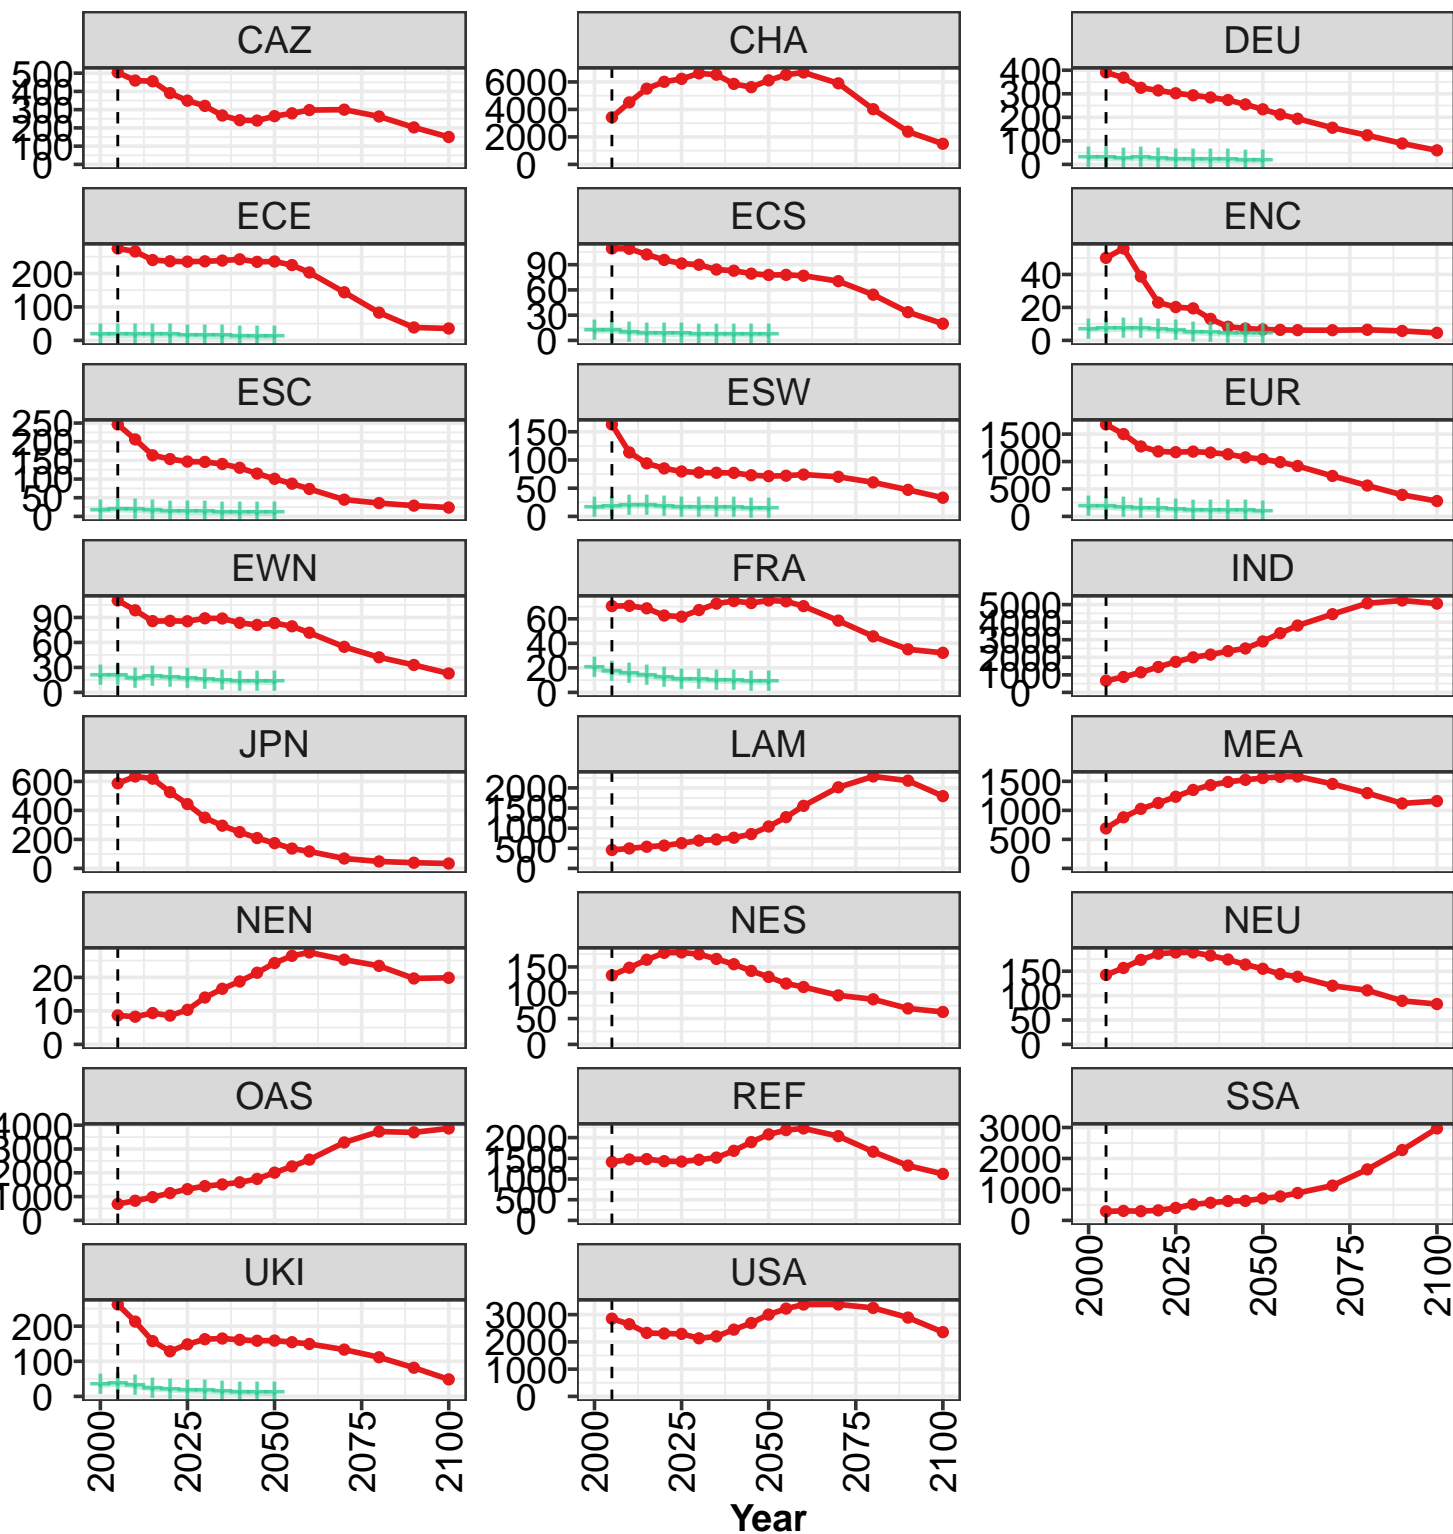 CAZ CHA DEU
500 400 300 200 100 0
6000 4000 2000 0
400 300 200 100 0
ECE ECS ENC
200 100 0
90 60 30 0
40 20 0
ESC ESW EUR
250 200 150 100 50 0
150 100 50 0
1500 1000 500 0
EWN FRA IND
90 60 30 0
60 40 20 0
5000 4000 3000 2000 1000 0
JPN LAM MEA
600 400 200 0
2000 1500 1000 500 0
1500 1000 500 0
NEN NES NEU
20 10 0
150 100 50 0
150 100 50 0
OAS REF SSA
4000 3000 2000 1000 0
2000 1500 1000 500 0
3000 2000 1000 0
2000 2025 2050 2075 2100
UKI USA
200 100 0
3000 2000 1000 0
2000 2025 2050 2075 2100
2000 2025 2050 2075 2100
Year